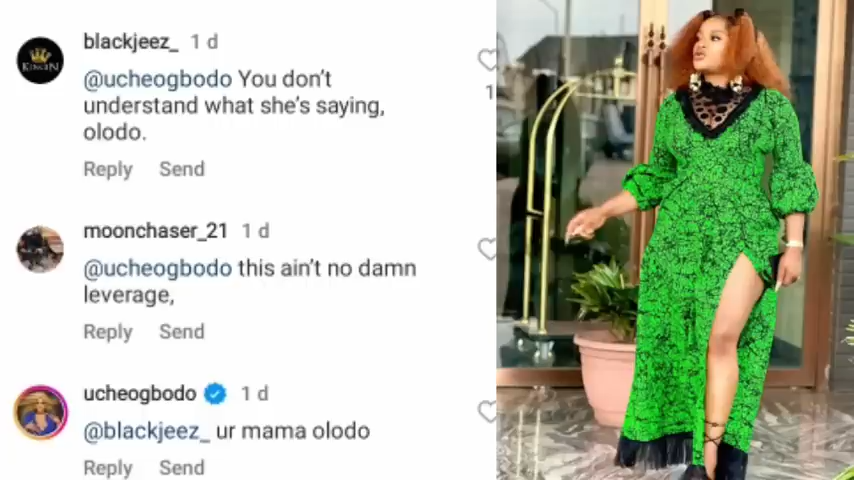 blackjeez_ 1 d
@ucheogbodo You don't
understand what she's saying,
olodo.
1
Reply Send
moonchaser_21 1 d
@ucheogbodo this ain't no damn
leverage,
Reply Send
ucheogbodo 1 d
@blackjeez_ ur mama olodo
Reply Send